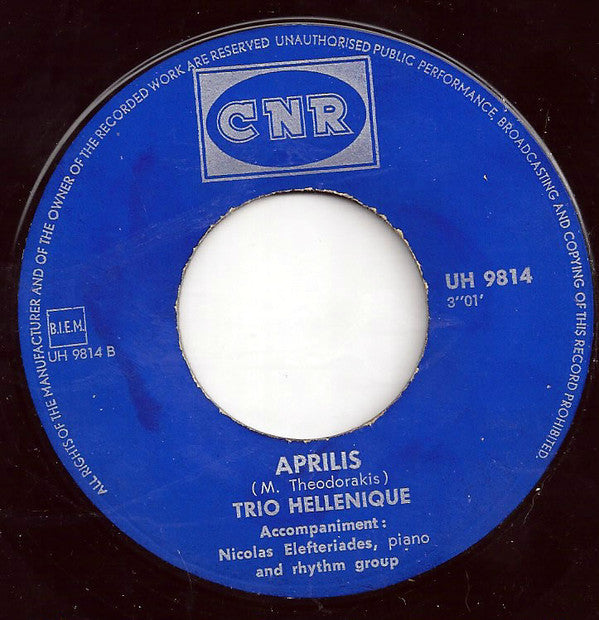 ALL RIGHTS OF THE MANUFACTURER AND OF THE OWNER OF THE RECORDED WORK ARE RESERVED UNAUTHORISED PUBLIC PERFORMANCE, BROADCASTING AND COPYING OF THIS RECORD PROHIBITED
CNR
UH 9814
3"01'
B.I.E.M.
UH 9814 B
APRILIS
(M. Theodorakis)
TRIO HELLENIQUE
Accompaniment:
Nicolas Elefteriades, piano
and rhythm group